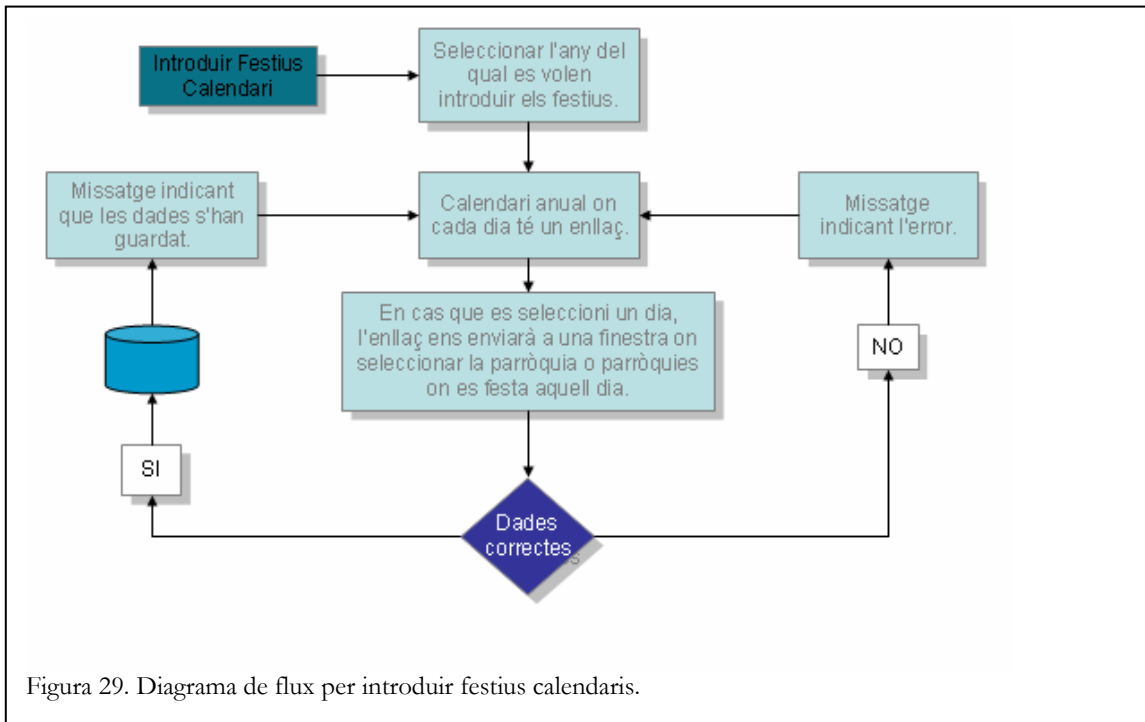 Introduir Festius
Calendari
Seleccionar l'any del
qual es volen
introduir els festius.
Missatge indicant
que les dades s'han
guardat.
Calendari anual on
cada dia té un enllaç.
Missatge
indicant l'error.
En cas que es seleccioni un dia,
l'enllaç ens enviarà a una finestra on
seleccionar la parròquia o parròquies
on es festa aquell dia.
NO
SI
Dades
correctes
Figura 29. Diagrama de flux per introduir festius calendaris.